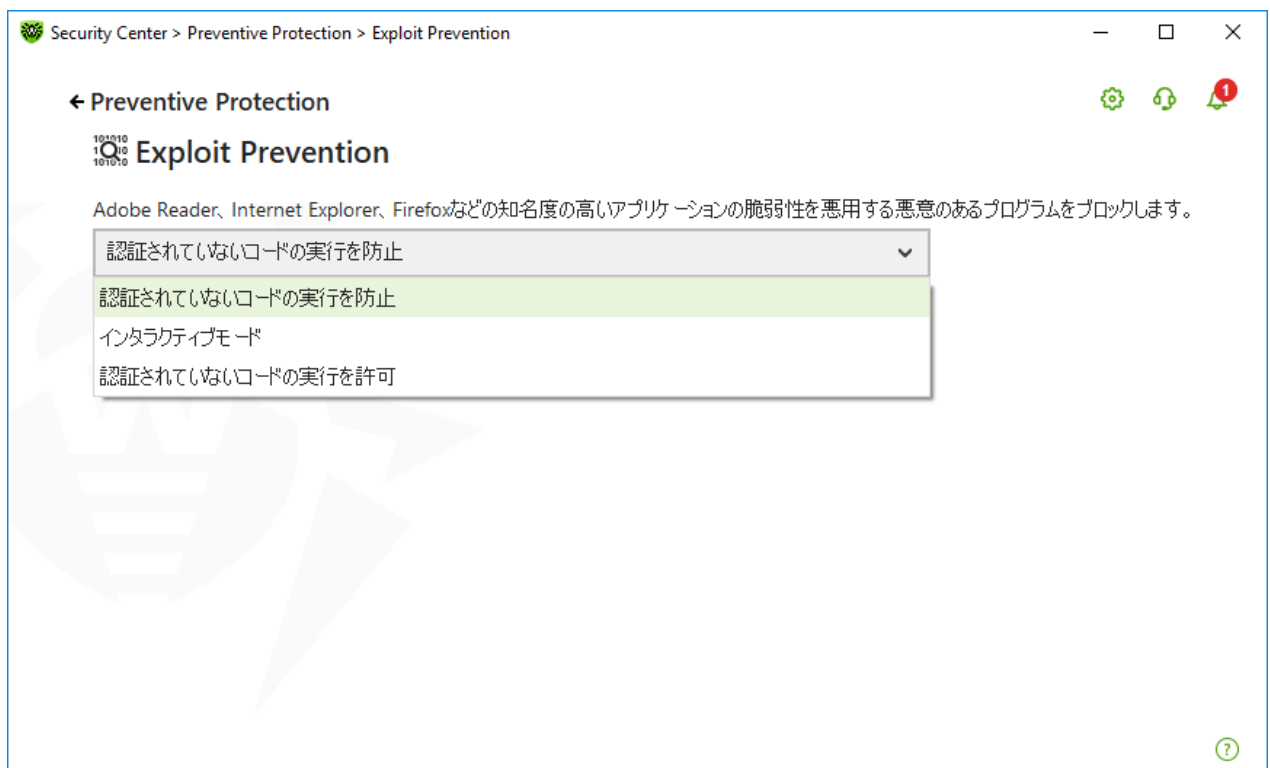 Security Center > Preventive Protection > Exploit Prevention
1
Preventive Protection
Exploit Prevention
Adobe Reader、Internet Explorer、Firefoxなどの知名度の高いアプリケーションの脆弱性を悪用する悪意のあるプログラムをブロックします。
認証されていないコードの実行を防止
認証されていないコードの実行を防止
インタラクティブモード
認証されていないコードの実行を許可
?